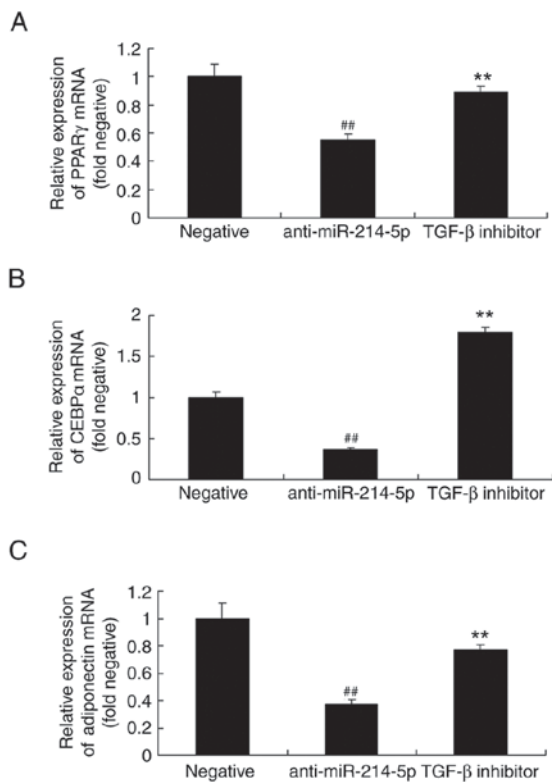 A
Relative expression
of PPARγ mRNA
(fold negative)
1.2
1
0.8
0.6
0.4
0.2
0
##
**
Negative anti-miR-214-5p TGF-β inhibitor
B
Relative expression
of CEBPα mRNA
(fold negative)
2
1.5
1
0.5
0
##
**
Negative anti-miR-214-5p TGF-β inhibitor
C
Relative expression
of adiponectin mRNA
(fold negative)
1.2
1
0.8
0.6
0.4
0.2
0
##
**
Negative anti-miR-214-5p TGF-β inhibitor